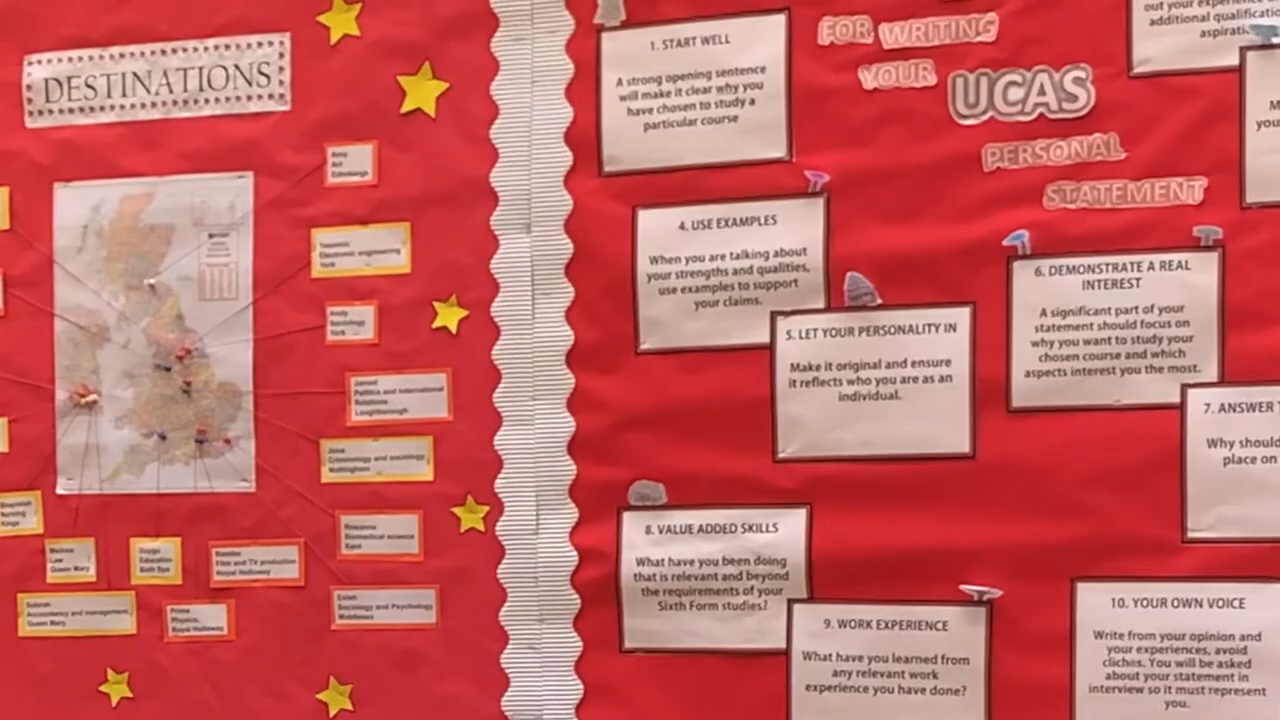 DESTINATIONS
Amy
Art
Edinburgh
Electronic engineering
York
Andy
Sociology
York
Politics and International
Relations
Loughborough
Criminology and sociology
Nottingham
Roxanne
Biomedical science
Kent
Sociology and Psychology
Middlesex
Nursing
Kings
Melissa
Law
Queen Mary
Education
Bath Spa
Film and TV production
Royal Holloway
Accountancy and management
Queen Mary
Physics,
Royal Holloway
FOR WRITING
YOUR
UCAS
PERSONAL
STATEMENT
1. START WELL
A strong opening sentence
will make it clear why you
have chosen to study a
particular course
out your experience
additional qualificati
aspirati
M
you
4. USE EXAMPLES
When you are talking about
your strengths and qualities,
use examples to support
your claims.
5. LET YOUR PERSONALITY IN
Make it original and ensure
it reflects who you are as an
individual.
6. DEMONSTRATE A REAL
INTEREST
A significant part of your
statement should focus on
why you want to study your
chosen course and which
aspects interest you the most.
7. ANSWER
Why should
place on
8. VALUE ADDED SKILLS
What have you been doing
that is relevant and beyond
the requirements of your
Sixth Form studies?
9. WORK EXPERIENCE
What have you learned from
any relevant work
experience you have done?
10. YOUR OWN VOICE
Write from your opinion and
your experiences, avoid
clichés. You will be asked
about your statement in
interview so it must represent
you.